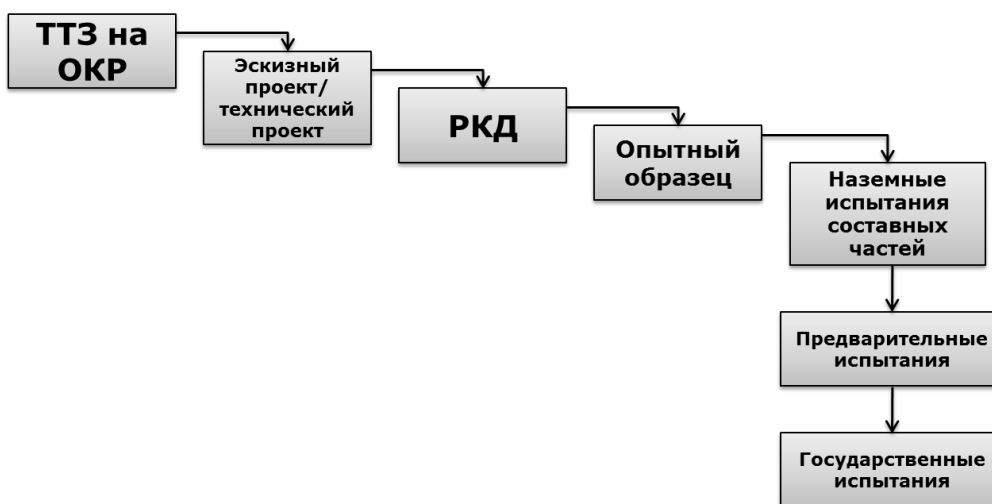 ТТЗ на
ОКР
Эскизный
проект/
технический
проект
РКД
Опытный
образец
Наземные
испытания
составных
частей
Предварительные
испытания
Государственные
испытания